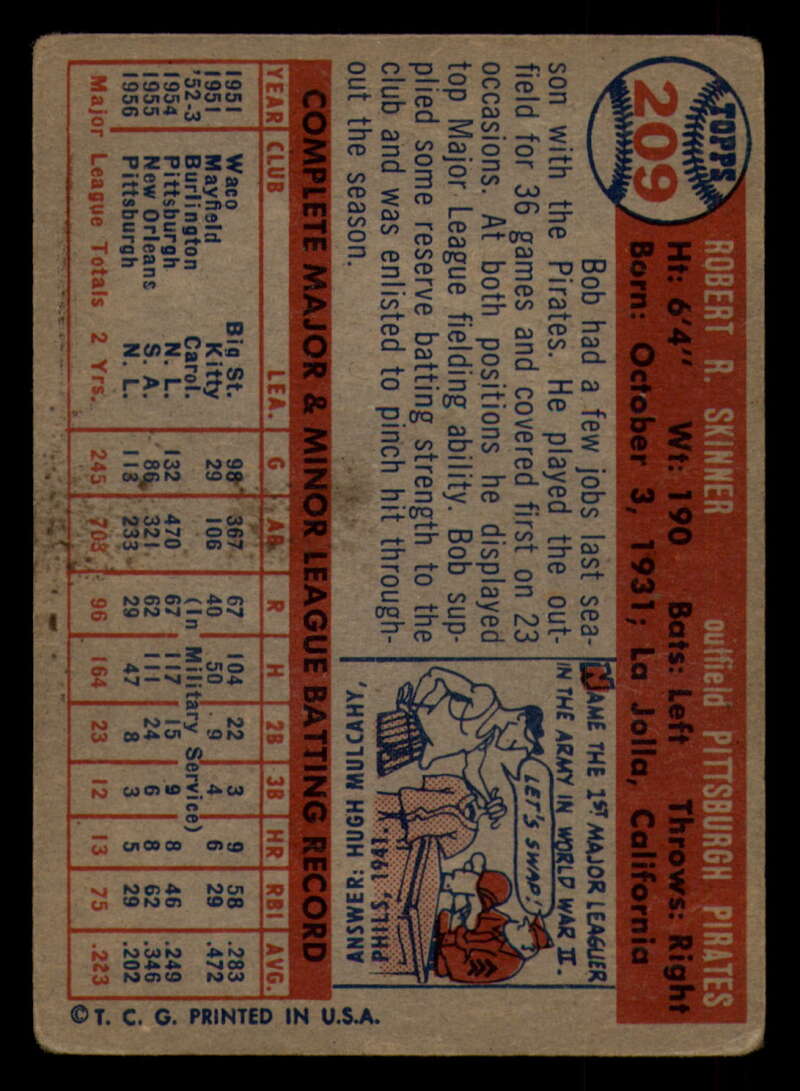 TOPPS
209
ROBERT R. SKINNER outfield PITTSBURGH PIRATES
Ht: 6'4" Wt: 190 Bats: Left Throws: Right
Born: October 3, 1931; La Jolla, California
Bob had a few jobs last sea-
son with the Pirates. He played the out-
field for 36 games and covered first on 23
occasions. At both positions he displayed
top Major League fielding ability. Bob sup-
plied some reserve batting strength to the
club and was enlisted to pinch hit through-
out the season.
NAME THE 1ST MAJOR LEAGUER
IN THE ARMY IN WORLD WAR II.
LET'S SWAP!
ANSWER: HUGH MULCAHY,
PHILS, 1941.
COMPLETE MAJOR & MINOR LEAGUE BATTING RECORD
YEAR CLUB LEA. G AB R H 2B 3B HR RBI AVG.
1951 Waco Big St. 98 367 67 104 22 3 9 58 .283
1951 Mayfield Kitty 29 106 40 50 9 4 6 29 .472
'52-3 Burlington Carol. (In Military Service)
1954 Pittsburgh N. L. 132 470 67 117 15 9 8 46 .249
1955 New Orleans S. A. 86 321 62 111 24 6 8 62 .346
1956 Pittsburgh N. L. 113 233 29 47 8 3 5 29 .202
Major League Totals 2 Yrs. 245 703 96 164 23 12 13 75 .223
© T. C. G. PRINTED IN U.S.A.